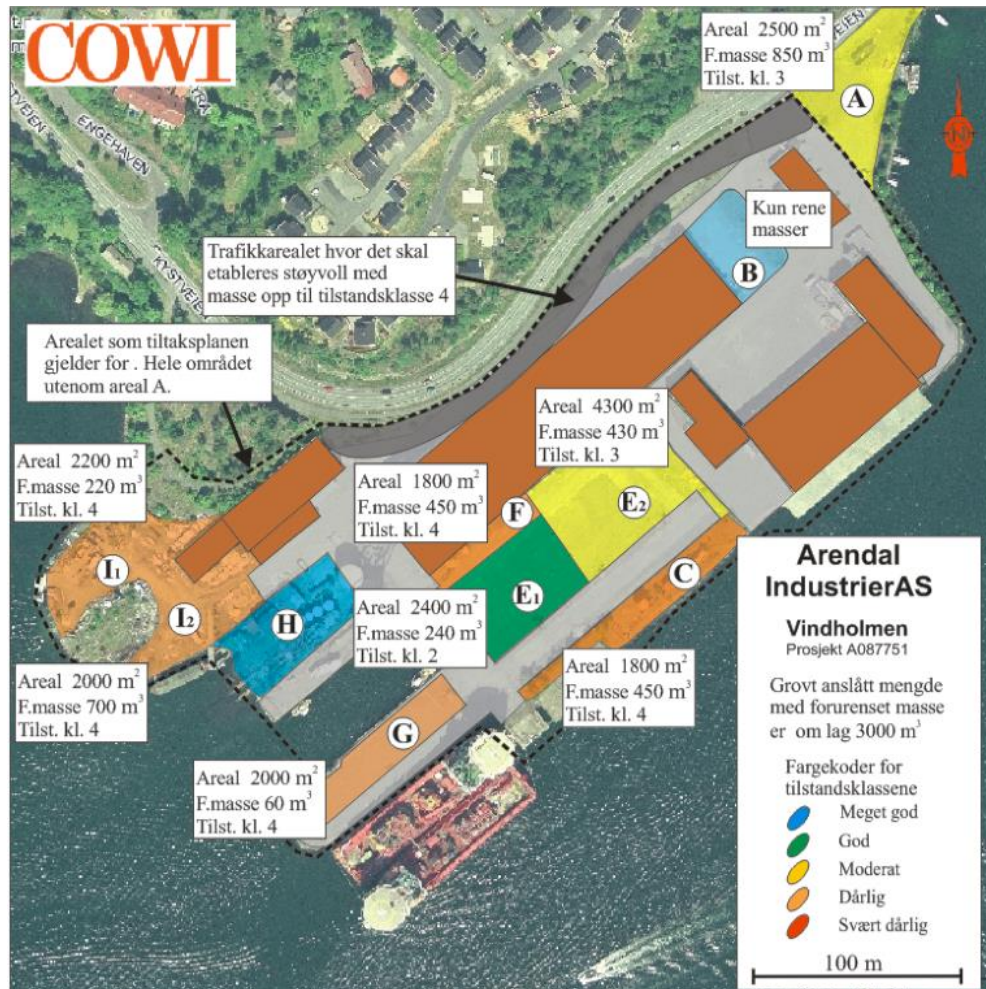 COWI
KYSTVEIEN
ENGEHAVEN
KYSTVEIEN
Areal 2500 m²
F.masse 850 m³
Tilst. kl. 3
A
N
Kun rene
masser
B
Trafikkarealet hvor det skal
etableres støyvoll med
masse opp til tilstandsklasse 4
Arealet som tiltaksplanen
gjelder for . Hele området
utenom areal A.
Areal 4300 m²
F.masse 430 m³
Tilst. kl. 3
Areal 2200 m²
F.masse 220 m³
Tilst. kl. 4
Areal 1800 m²
F.masse 450 m³
Tilst. kl. 4
F
E₂
I₁
I₂
H
E₁
C
Areal 2400 m²
F.masse 240 m³
Tilst. kl. 2
Areal 2000 m²
F.masse 700 m³
Tilst. kl. 4
Areal 1800 m²
F.masse 450 m³
Tilst. kl. 4
G
Areal 2000 m²
F.masse 60 m³
Tilst. kl. 4
Arendal
IndustrierAS
Vindholmen
Prosjekt A087751
Grovt anslått mengde
med forurenset masse
er om lag 3000 m³
Fargekoder for
tilstandsklassene
Meget god
God
Moderat
Dårlig
Svært dårlig
100 m